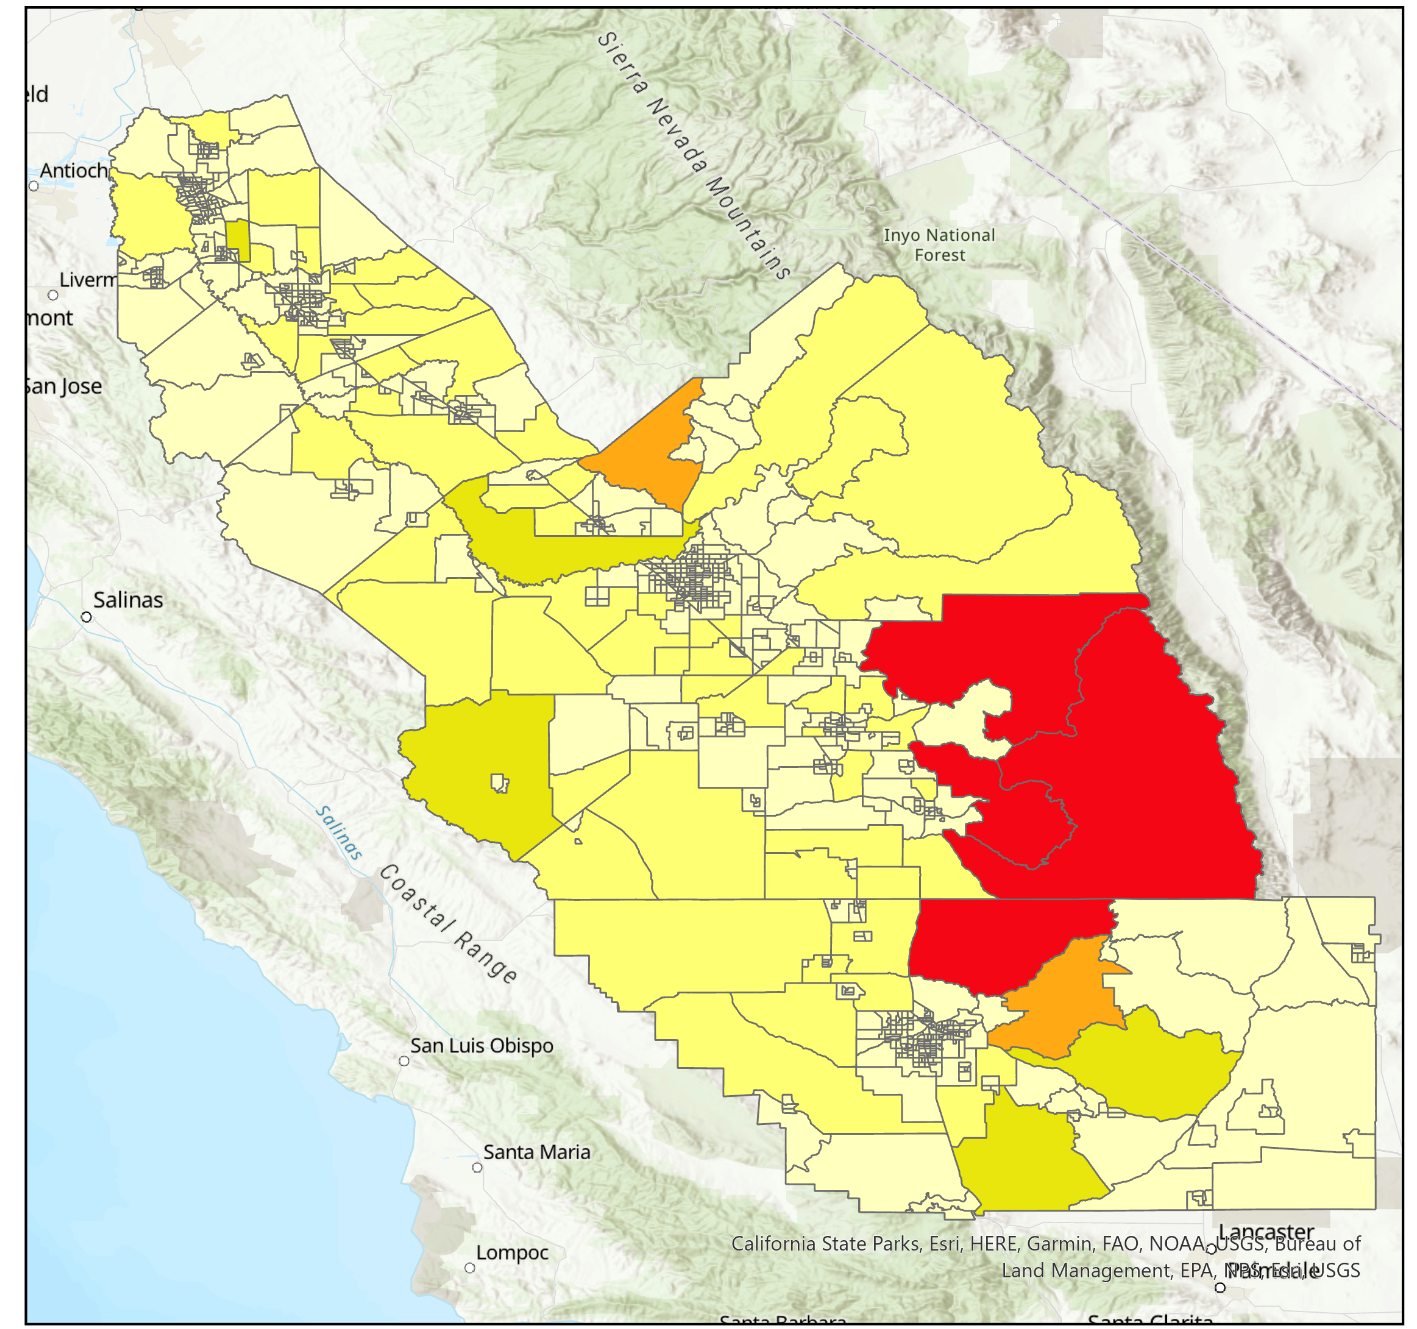 Sierra Nevada Mountains
eld
Antioch
Inyo National
Forest
Liverm
mont
San Jose
Salinas
Salinas
Coastal Range
San Luis Obispo
Santa Maria
Lancaster
California State Parks, Esri, HERE, Garmin, FAO, NOAA, USGS, Bureau of
Lompoc
Land Management, EPA, NPS, Esri, USGS
Palmdale
Santa Barbara
Santa Clarita